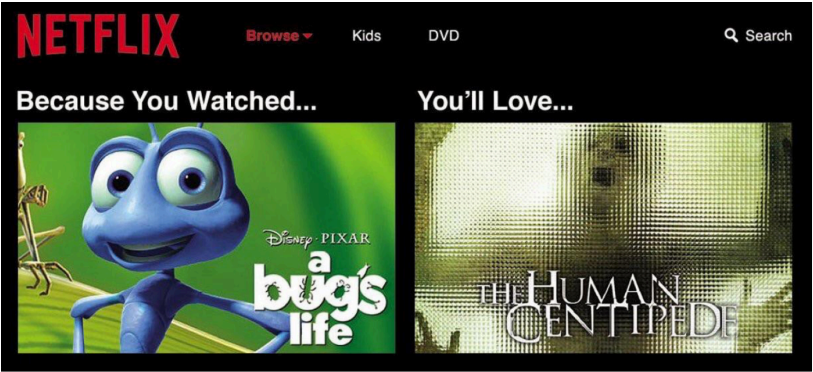 NETFLIX
Browse Kids DVD Search
Because You Watched... You'll Love...
Disney · PIXAR
a
bug's
life
THE HUMAN
CENTIPEDE